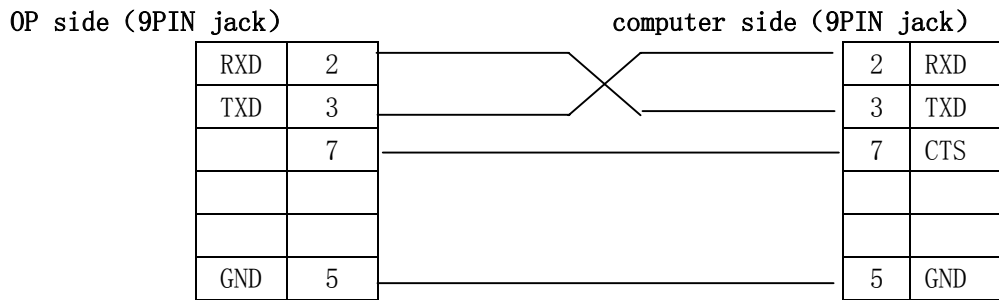 OP side（9PIN jack） computer side（9PIN jack）
RXD 2 2 RXD
TXD 3 3 TXD
7 7 CTS
GND 5 5 GND